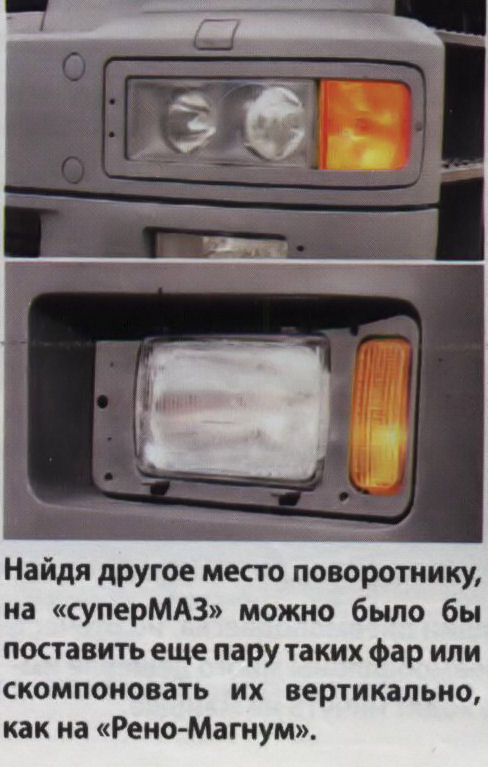 Найдя другое место поворотнику,
на «суперМАЗ» можно было бы
поставить еще пару таких фар или
скомпоновать их вертикально,
как на «Рено-Магнум».